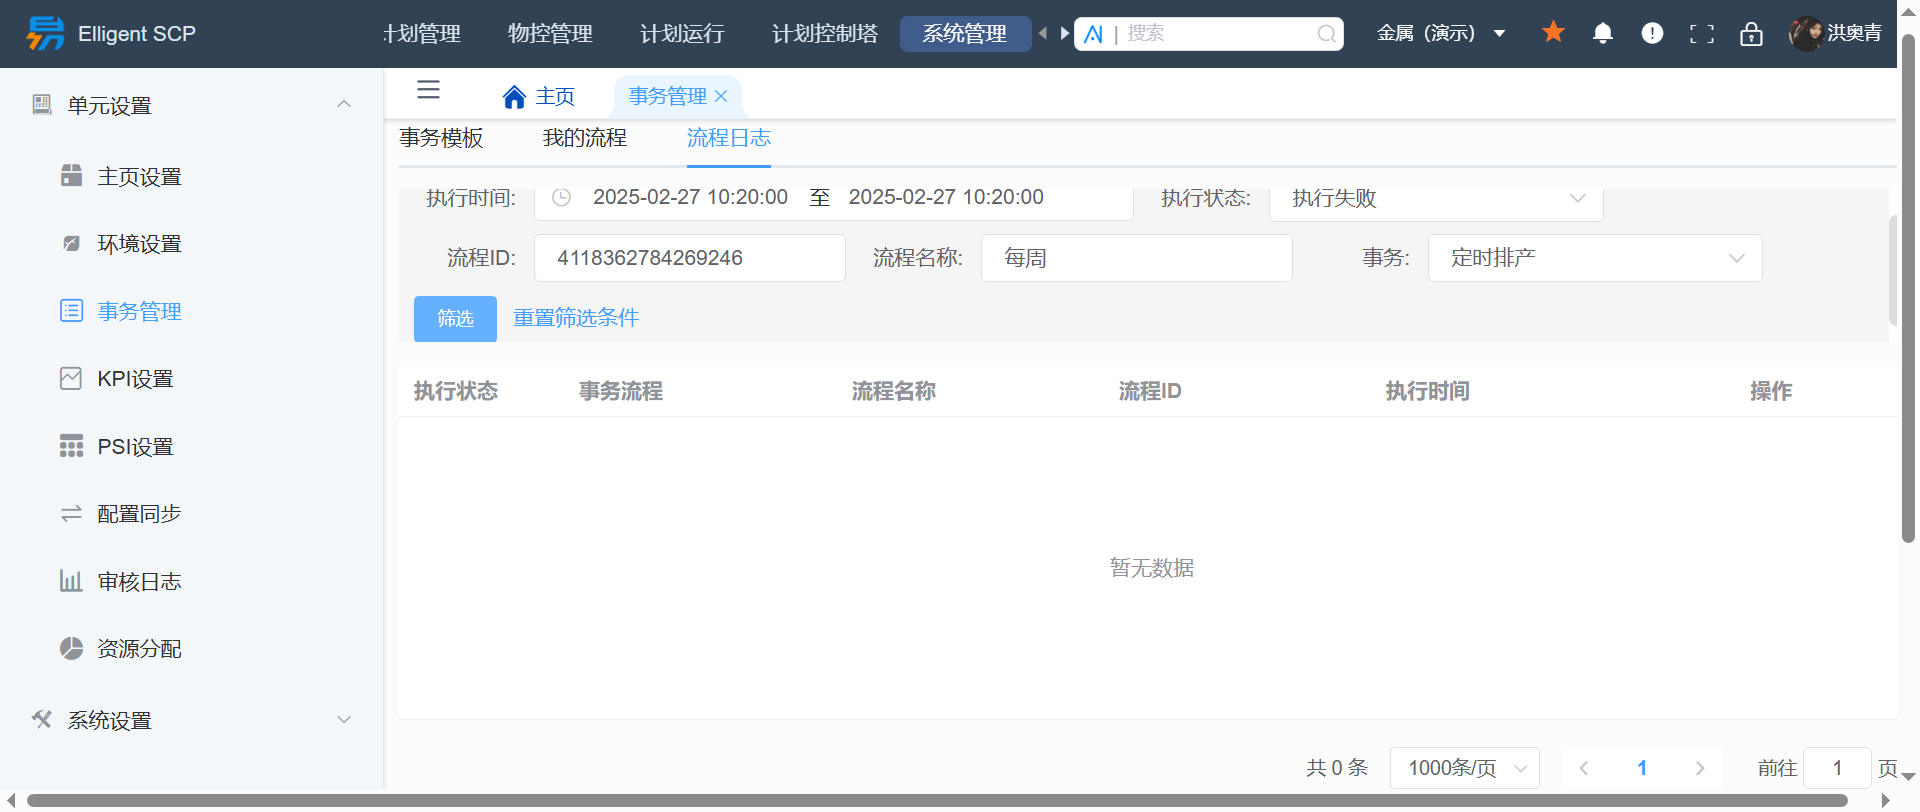 Elligent SCP
计划管理
物控管理
计划运行
计划控制塔
系统管理
AI | 搜索
金属（演示）
洪奥青
单元设置
主页设置
环境设置
事务管理
KPI设置
PSI设置
配置同步
审核日志
资源分配
系统设置
主页
事务管理
事务模板
我的流程
流程日志
执行时间: 2025-02-27 10:20:00 至 2025-02-27 10:20:00 执行状态: 执行失败
流程ID: 4118362784269246 流程名称: 每周 事务: 定时排产
筛选 重置筛选条件
执行状态 事务流程 流程名称 流程ID 执行时间 操作
暂无数据
共 0 条 1000条/页 1 前往 1 页